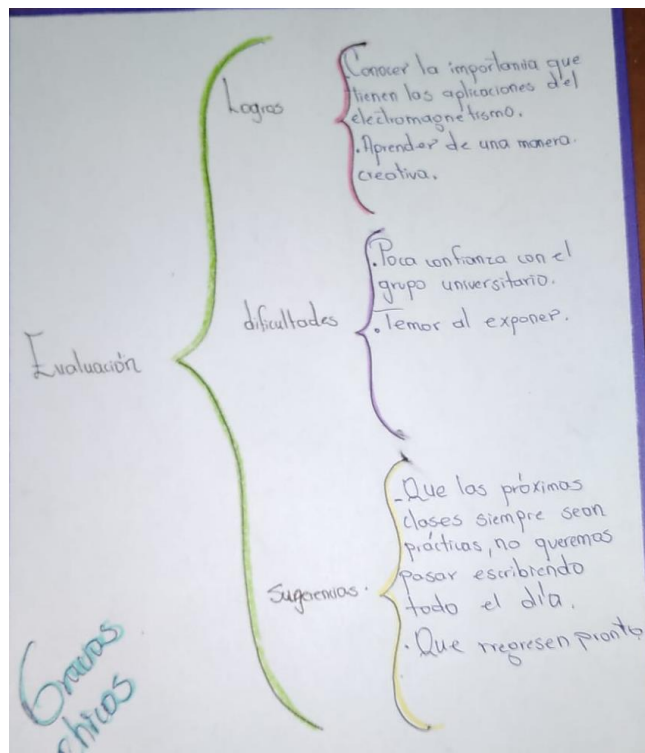 Evaluación
Logros
Conocer la importancia que
tienen las aplicaciones del
electromagnetismo.
.Aprender de una manera
creativa.
dificultades
.Poca confianza con el
grupo universitario.
.Temor al exponer.
Sugerencias.
-Que las próximas
clases siempre sean
prácticas, no queremos
pasar escribiendo
todo el día.
. Que rregresen pronto
Gracias
chicos